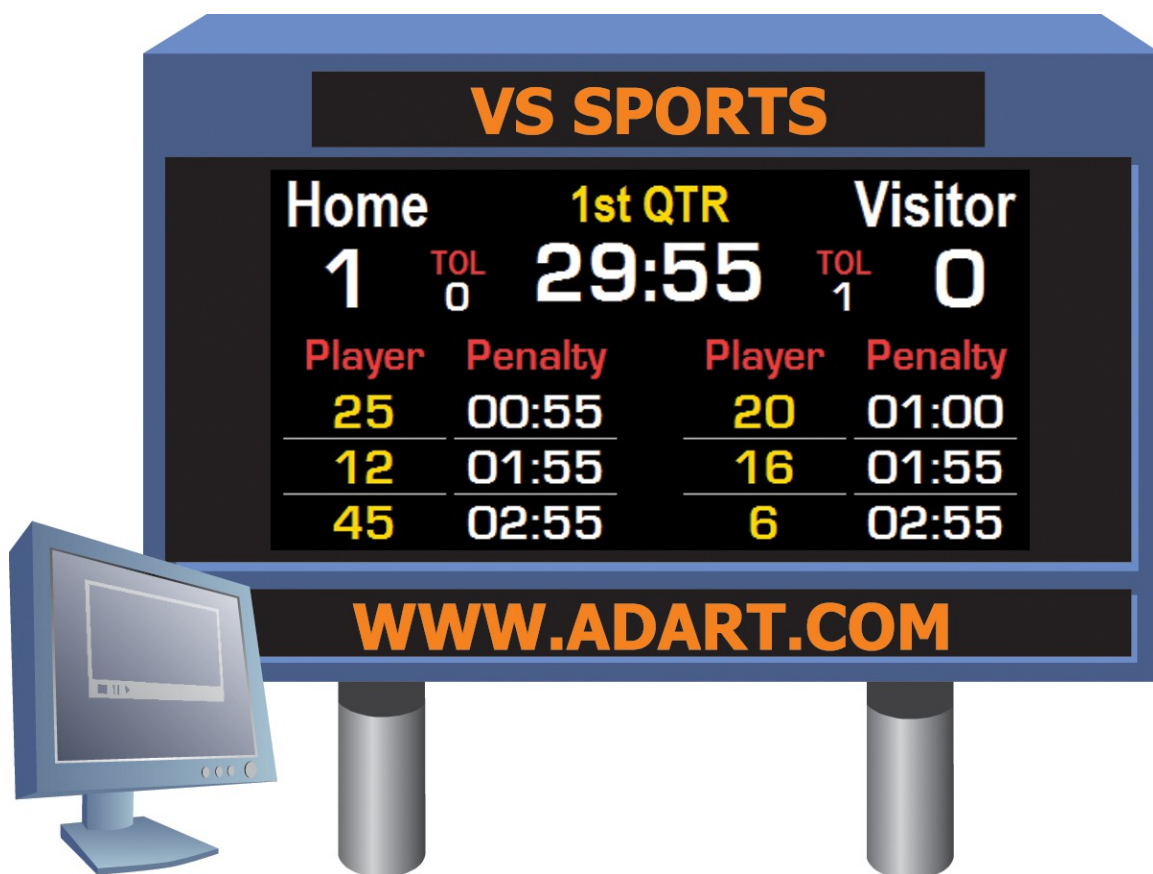 VS SPORTS
Home 1st QTR Visitor
1 TOL 0 29:55 TOL 1 0
Player Penalty Player Penalty
25 00:55 20 01:00
12 01:55 16 01:55
45 02:55 6 02:55
WWW.ADART.COM